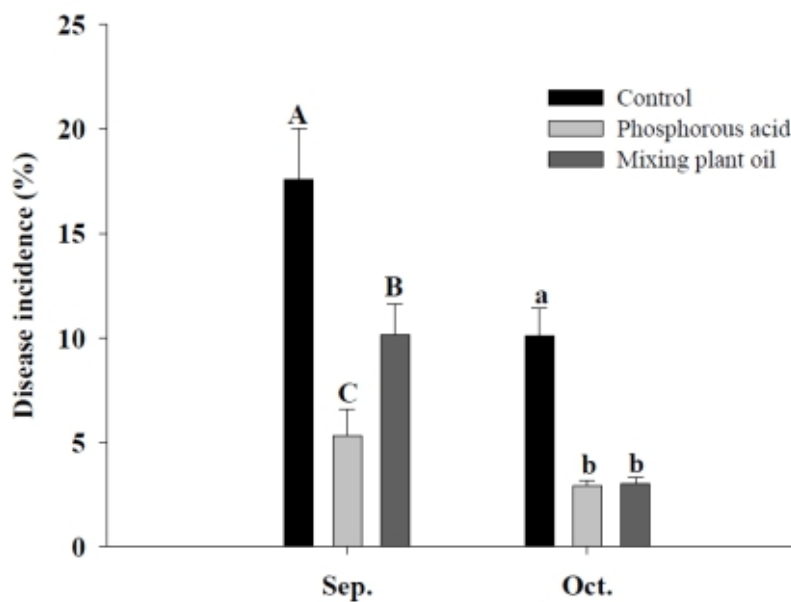 Disease incidence (%)
25
20
15
10
5
0
Control
Phosphorous acid
Mixing plant oil
A
C
B
a
b
b
Sep.
Oct.